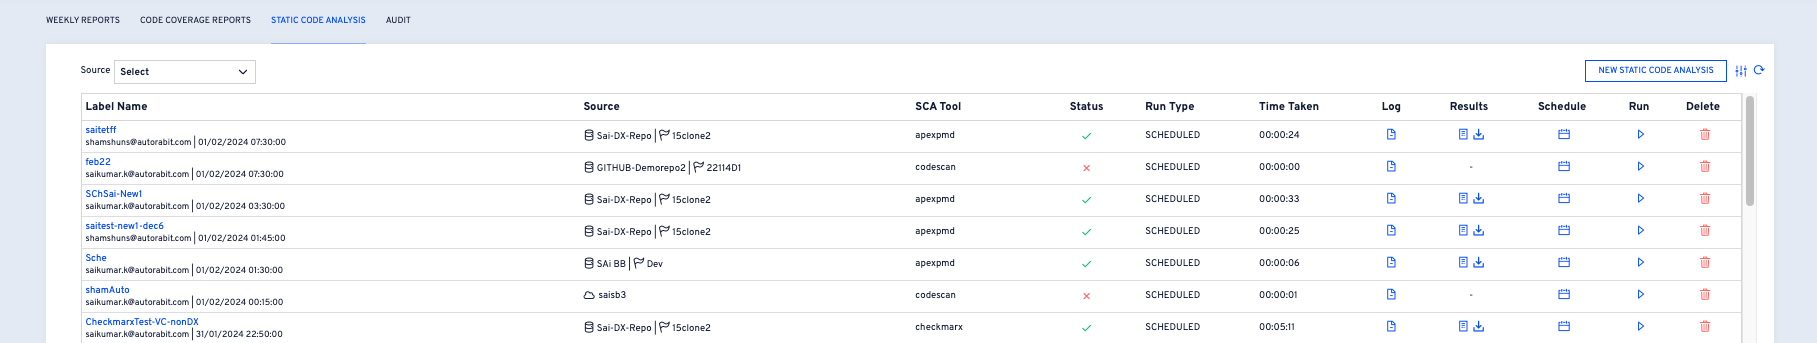 WEEKLY REPORTS CODE COVERAGE REPORTS STATIC CODE ANALYSIS AUDIT
Source Select NEW STATIC CODE ANALYSIS
Label Name Source SCA Tool Status Run Type Time Taken Log Results Schedule Run Delete
saitetff
shamshuns@autorabit.com | 01/02/2024 07:30:00
Sai-DX-Repo | 15clone2 apexpmd SCHEDULED 00:00:24
feb22
saikumar.k@autorabit.com | 01/02/2024 07:30:00
GITHUB-Demorepo2 | 22114D1 codescan SCHEDULED 00:00:00 -
SChSai-New1
saikumar.k@autorabit.com | 01/02/2024 03:30:00
Sai-DX-Repo | 15clone2 apexpmd SCHEDULED 00:00:33
saitest-new1-dec6
shamshuns@autorabit.com | 01/02/2024 01:45:00
Sai-DX-Repo | 15clone2 apexpmd SCHEDULED 00:00:25
Sche
saikumar.k@autorabit.com | 01/02/2024 01:30:00
SAi BB | Dev apexpmd SCHEDULED 00:00:06
shamAuto
saikumar.k@autorabit.com | 01/02/2024 00:15:00
saisb3 codescan SCHEDULED 00:00:01 -
CheckmarxTest-VC-nonDX
saikumar.k@autorabit.com | 31/01/2024 22:50:00
Sai-DX-Repo | 15clone2 checkmarx SCHEDULED 00:05:11